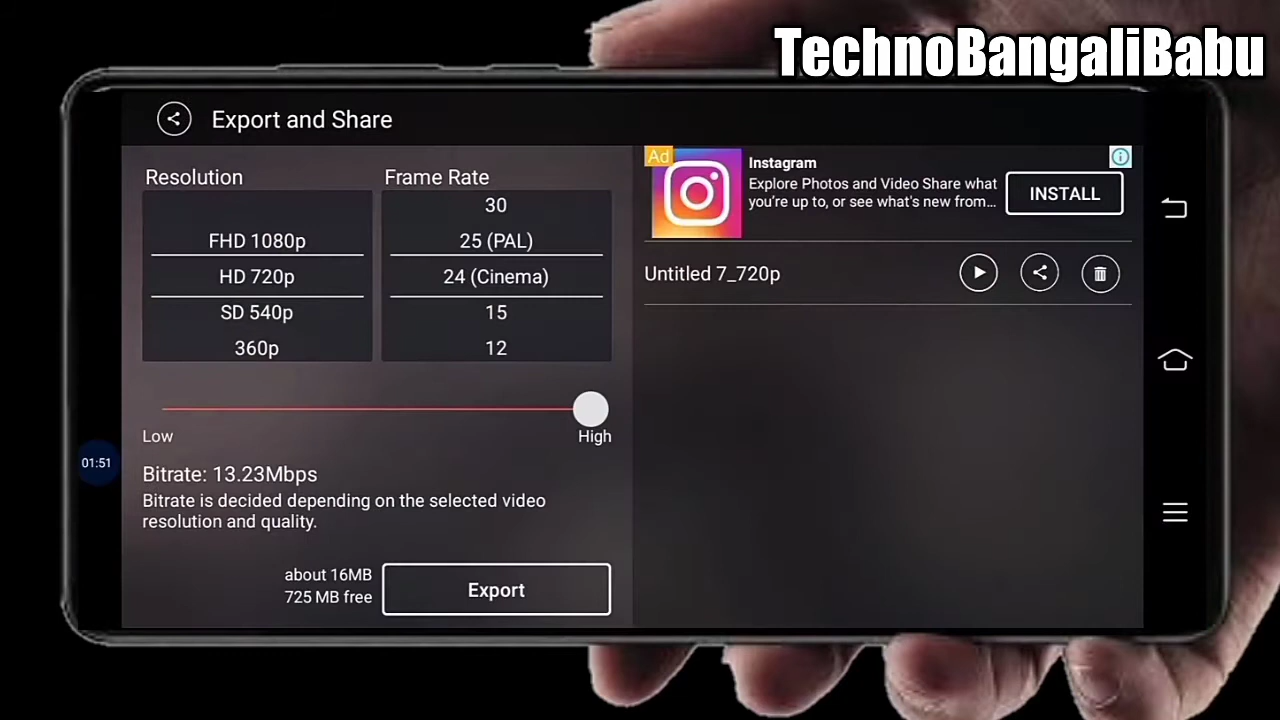 TechnoBangaliBabu
Export and Share
Resolution
Frame Rate
FHD 1080p
HD 720p
SD 540p
360p
30
25 (PAL)
24 (Cinema)
15
12
Low
High
Bitrate: 13.23Mbps
Bitrate is decided depending on the selected video
resolution and quality.
about 16MB
725 MB free
Export
Ad
Instagram
Explore Photos and Video Share what
you're up to, or see what's new from...
INSTALL
Untitled 7_720p
01:51